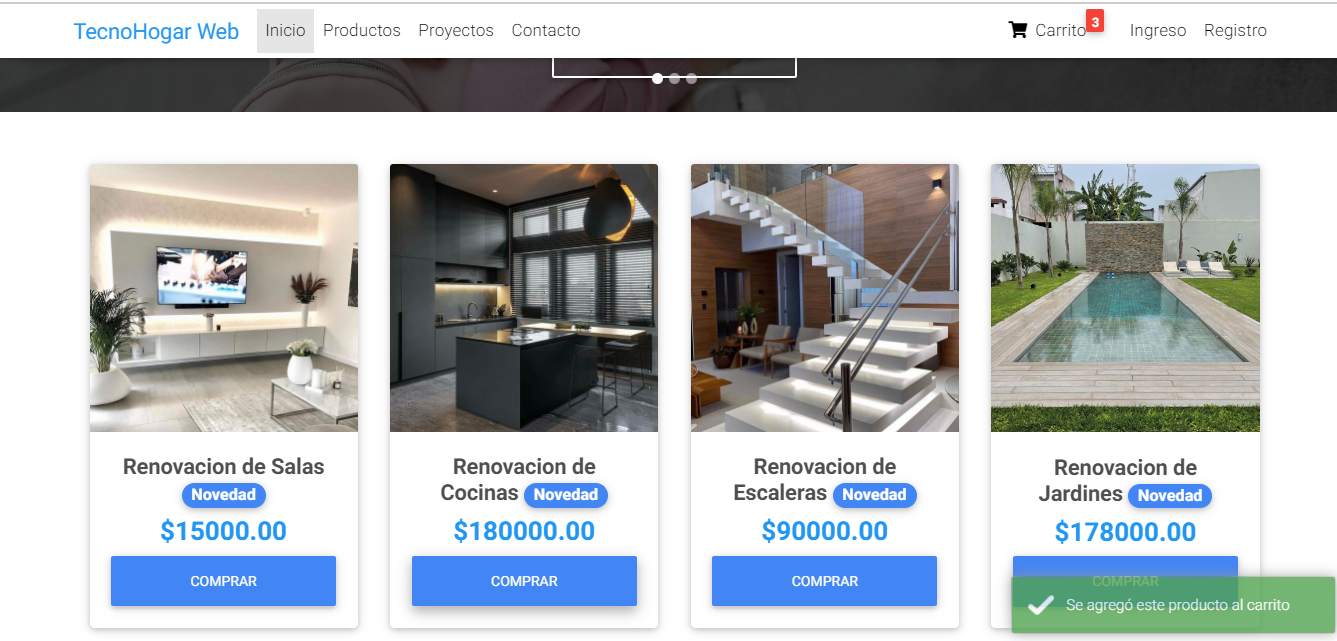 TecnoHogar Web Inicio Productos Proyectos Contacto Carrito 3 Ingreso Registro
Renovacion de Salas
Novedad
$15000.00
COMPRAR
Renovacion de
Cocinas Novedad
$180000.00
COMPRAR
Renovacion de
Escaleras Novedad
$90000.00
COMPRAR
Renovacion de
Jardines Novedad
$178000.00
COMPRAR
Se agregó este producto al carrito